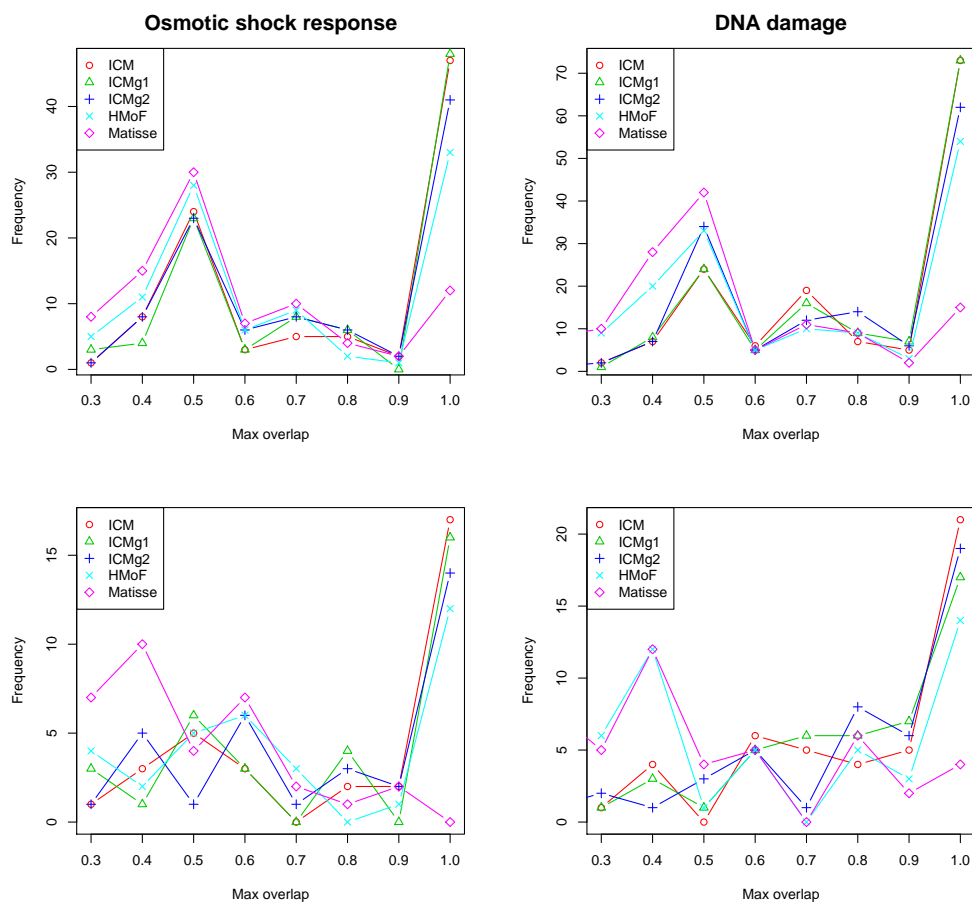 Osmotic shock response
DNA damage
ICM
ICMg1
ICMg2
HMoF
Matisse
Frequency
0 10 20 30 40
0.3 0.4 0.5 0.6 0.7 0.8 0.9 1.0
Max overlap
ICM
ICMg1
ICMg2
HMoF
Matisse
Frequency
0 10 20 30 40 50 60 70
0.3 0.4 0.5 0.6 0.7 0.8 0.9 1.0
Max overlap
ICM
ICMg1
ICMg2
HMoF
Matisse
Frequency
0 5 10 15
0.3 0.4 0.5 0.6 0.7 0.8 0.9 1.0
Max overlap
ICM
ICMg1
ICMg2
HMoF
Matisse
Frequency
0 5 10 15 20
0.3 0.4 0.5 0.6 0.7 0.8 0.9 1.0
Max overlap